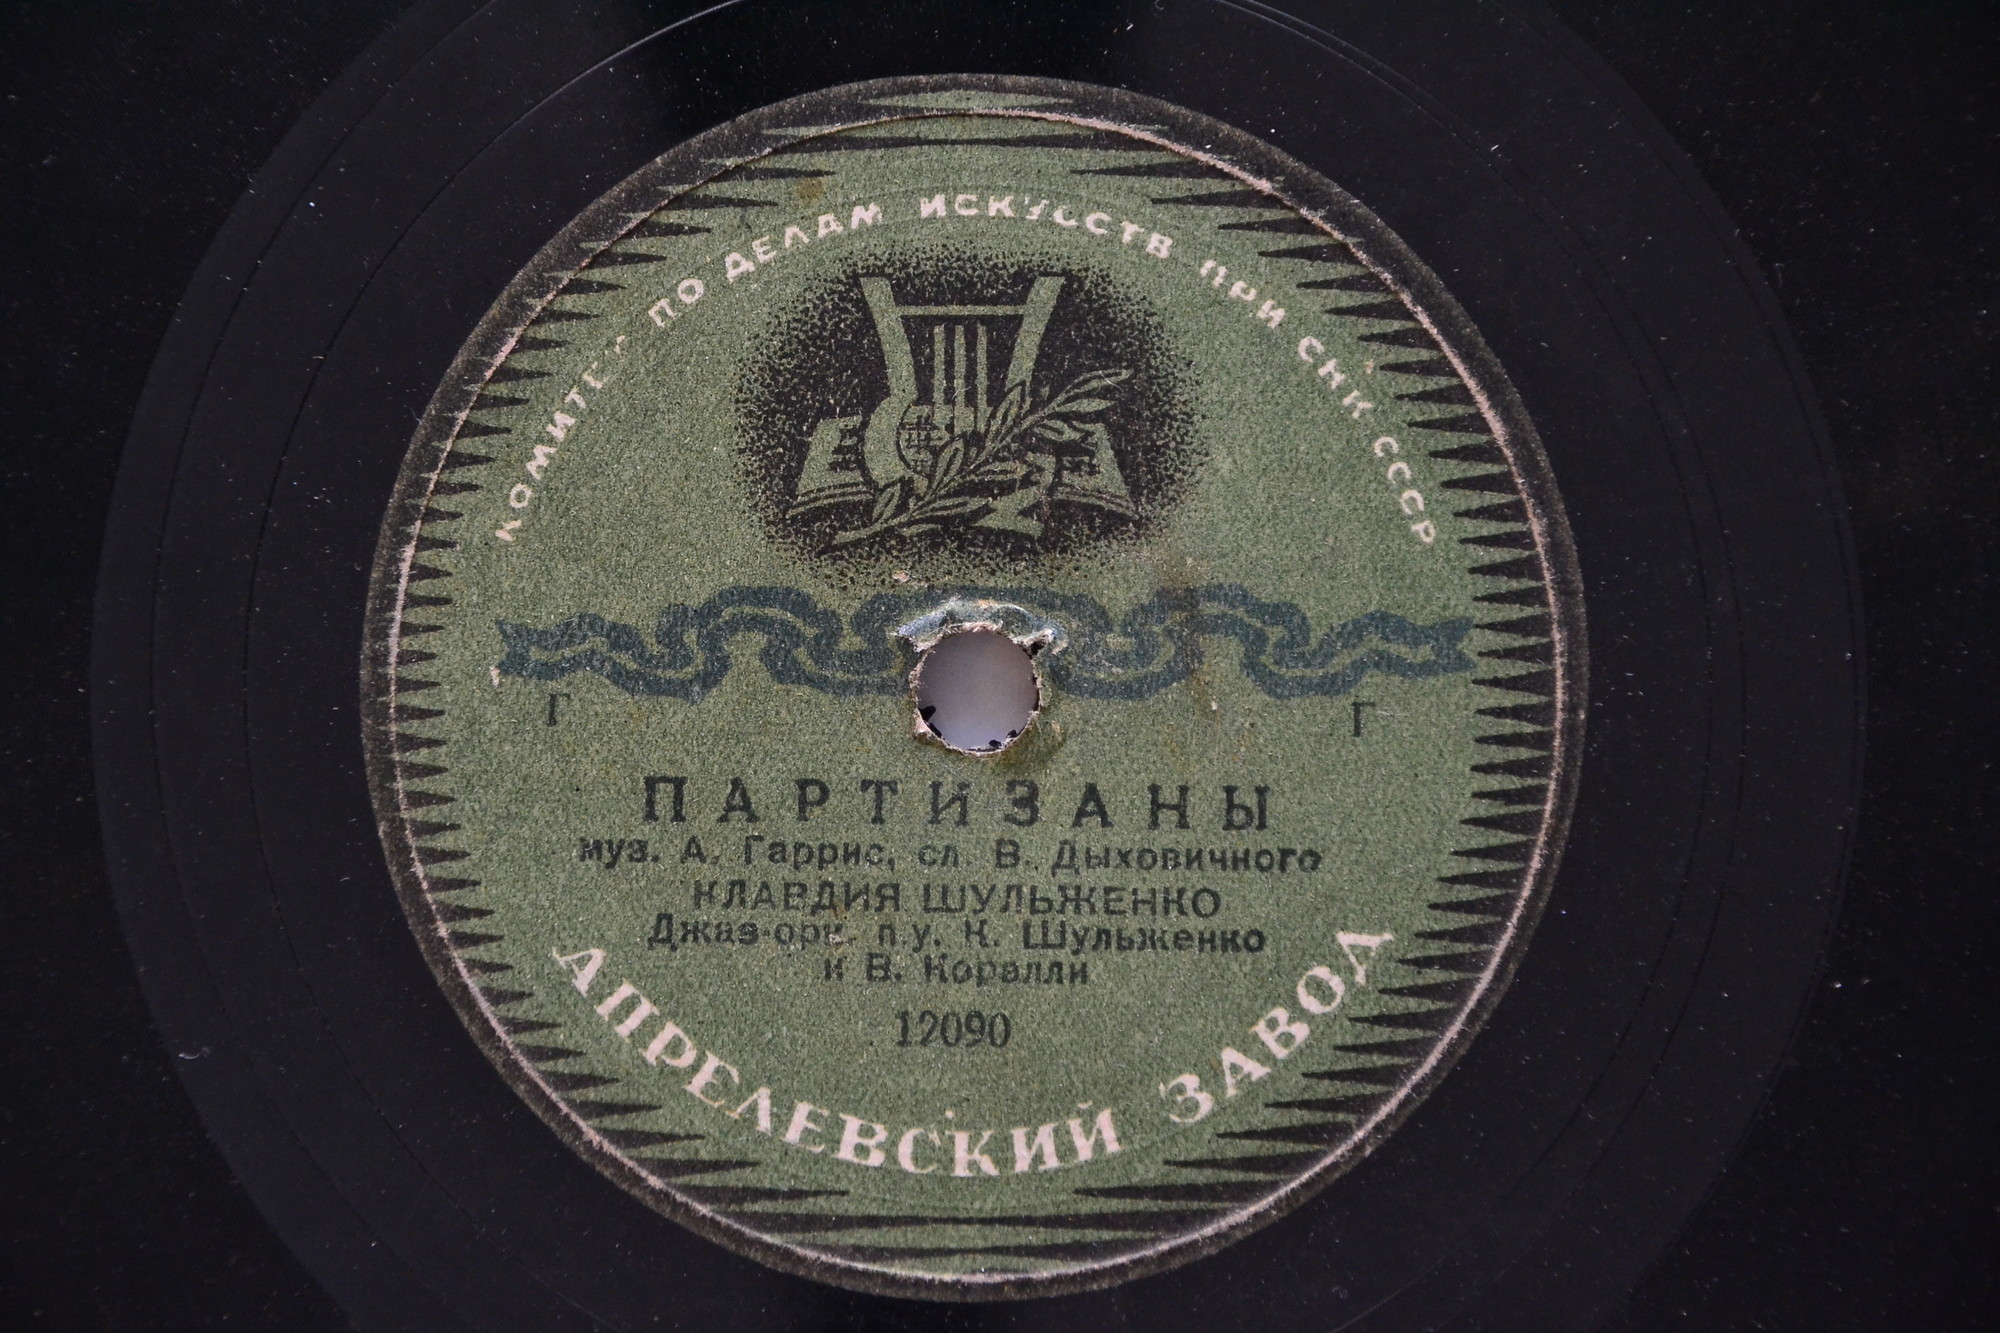 КОМИТЕТ ПО ДЕЛАМ ИСКУССТВ ПРИ СНК СССР
Г Г
ПАРТИЗАНЫ
муз. А. Гаррис, сл. В. Дыховичного
КЛАВДИЯ ШУЛЬЖЕНКО
Джаз-орк. п.у. К. Шульженко
и В. Коралли
12090
АПРЕЛЕВСКИЙ ЗАВОД